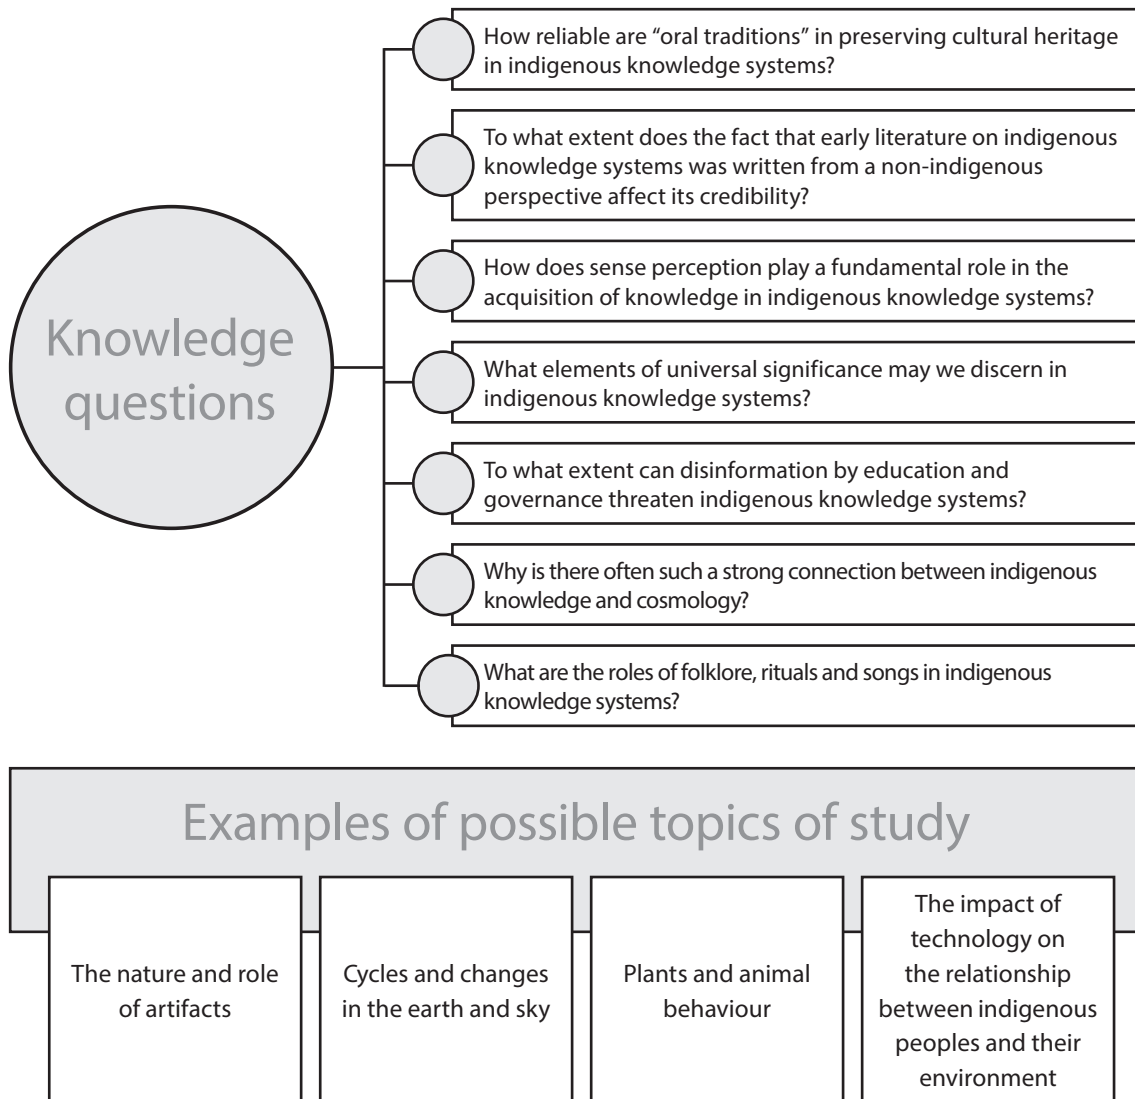 How reliable are “oral traditions” in preserving cultural heritage
in indigenous knowledge systems?
To what extent does the fact that early literature on indigenous
knowledge systems was written from a non-indigenous
perspective affect its credibility?
How does sense perception play a fundamental role in the
acquisition of knowledge in indigenous knowledge systems?
Knowledge
questions
What elements of universal significance may we discern in
indigenous knowledge systems?
To what extent can disinformation by education and
governance threaten indigenous knowledge systems?
Why is there often such a strong connection between indigenous
knowledge and cosmology?
What are the roles of folklore, rituals and songs in indigenous
knowledge systems?
Examples of possible topics of study
The nature and role
of artifacts
Cycles and changes
in the earth and sky
Plants and animal
behaviour
The impact of
technology on
the relationship
between indigenous
peoples and their
environment